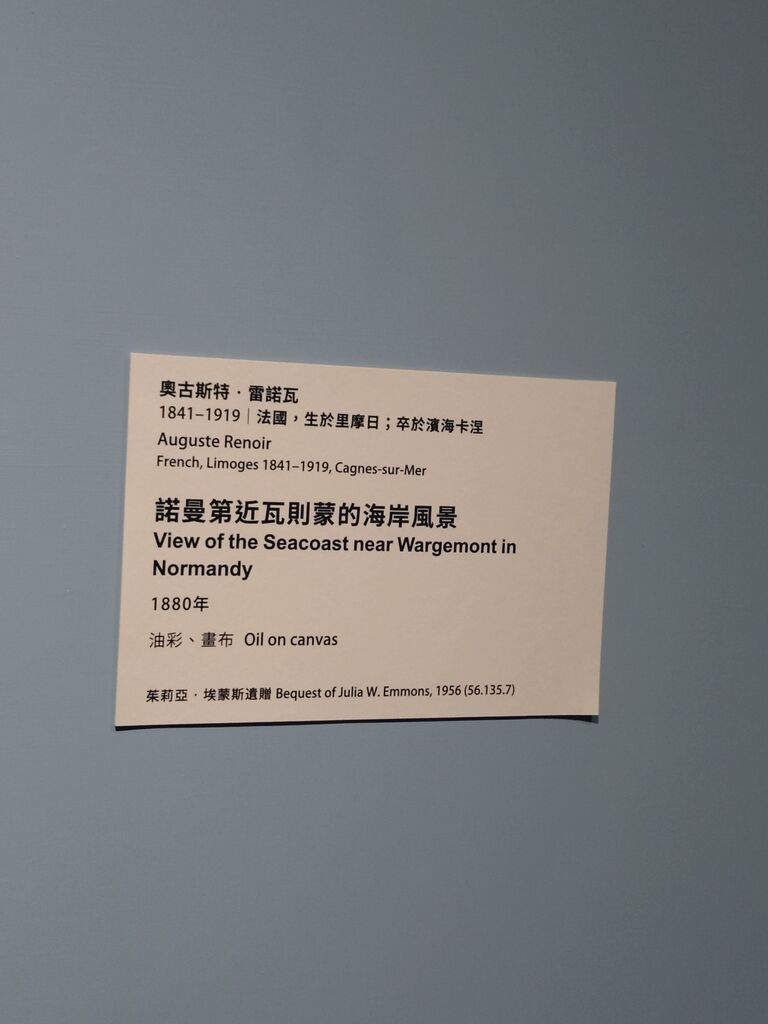 奧古斯特．雷諾瓦
1841–1919｜法國，生於里摩日；卒於濱海卡涅
Auguste Renoir
French, Limoges 1841–1919, Cagnes-sur-Mer
諾曼第近瓦則蒙的海岸風景
View of the Seacoast near Wargemont in
Normandy
1880年
油彩、畫布 Oil on canvas
茱莉亞．埃蒙斯遺贈 Bequest of Julia W. Emmons, 1956 (56.135.7)